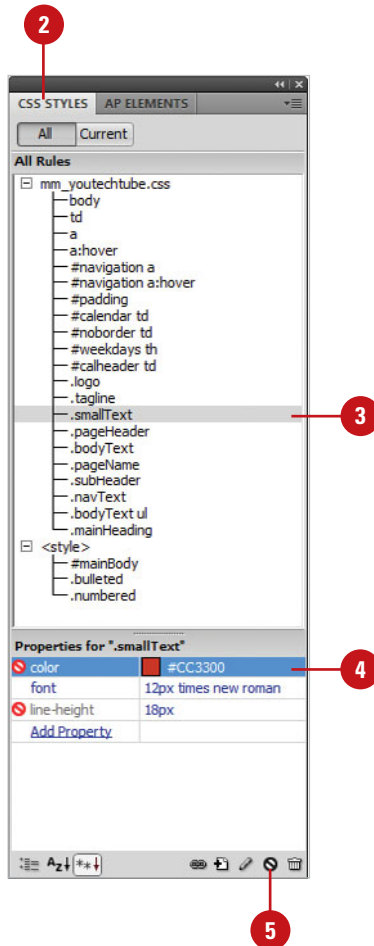 2
CSS STYLES AP ELEMENTS
All Current
All Rules
mm_youtechtube.css
body
td
a
a:hover
#navigation a
#navigation a:hover
#padding
#calendar td
#noborder td
#weekdays th
#calheader td
.logo
.tagline
.smallText
3
.pageHeader
.bodyText
.pageName
.subHeader
.navText
.bodyText ul
.mainHeading
<style>
#mainBody
.bulleted
.numbered
Properties for ".smallText"
color #CC3300
4
font 12px times new roman
line-height 18px
Add Property
AZ **
5